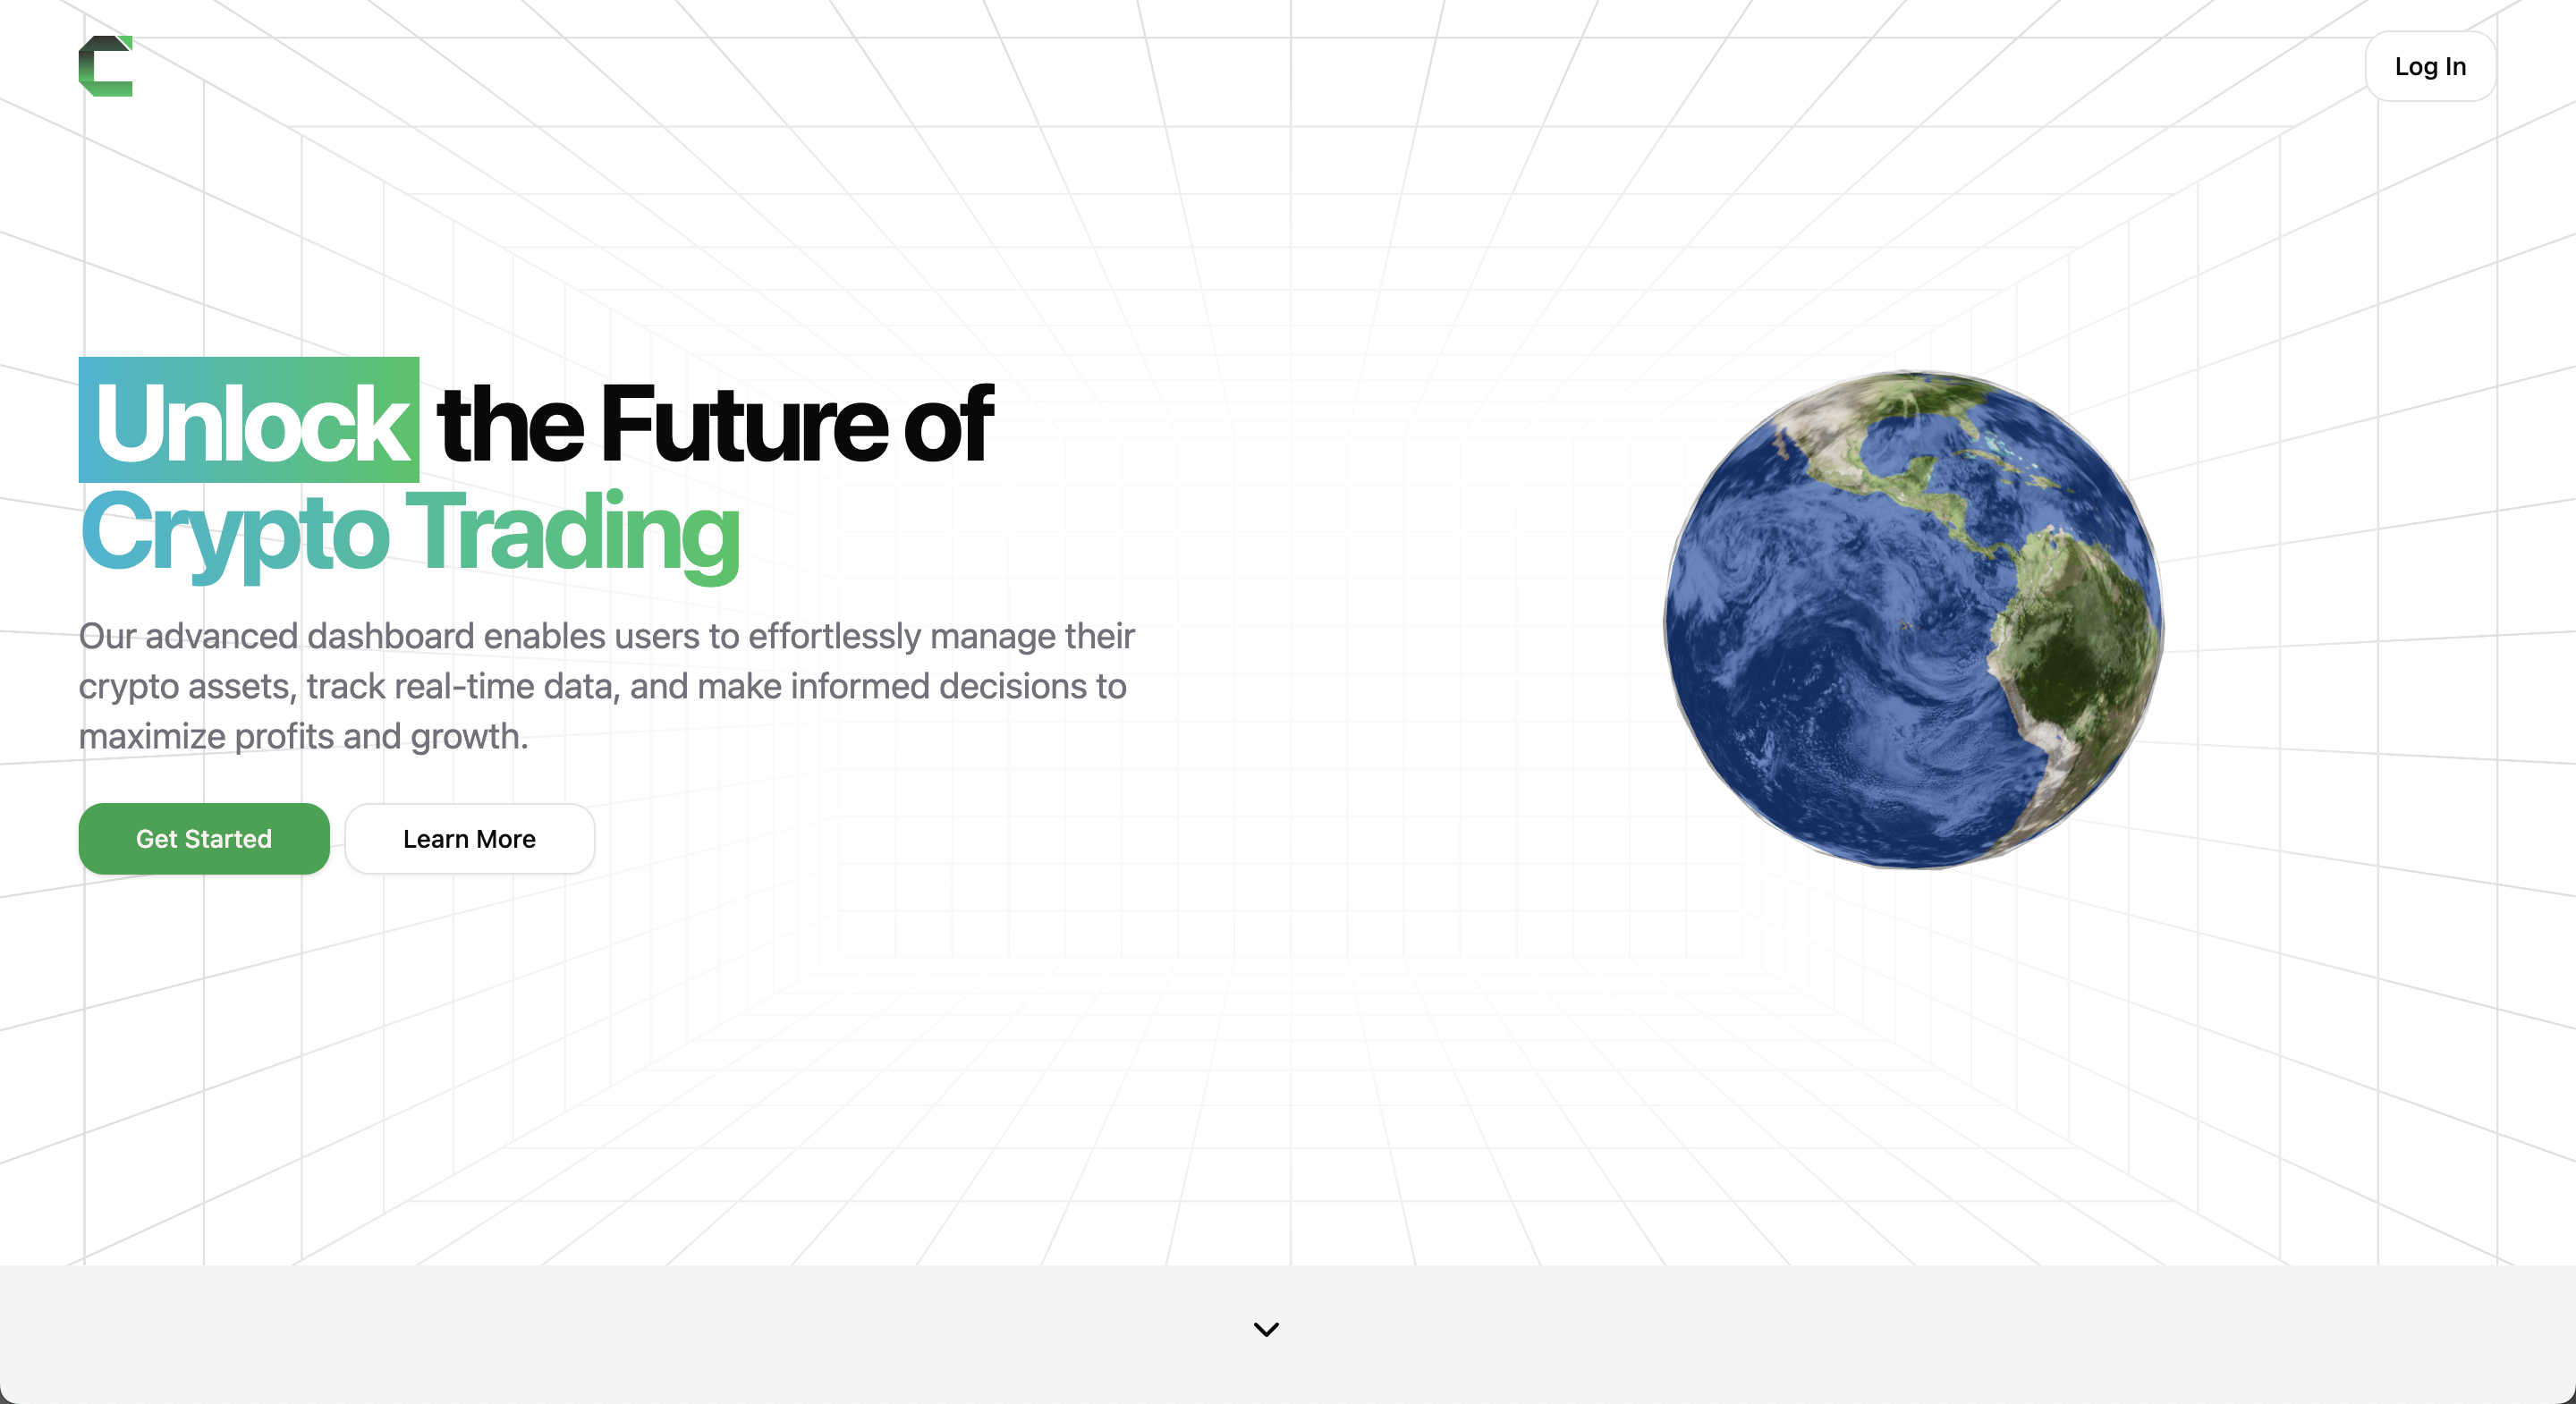 Log In
Unlock the Future of
Crypto Trading
Our advanced dashboard enables users to effortlessly manage their
crypto assets, track real-time data, and make informed decisions to
maximize profits and growth.
Get Started
Learn More